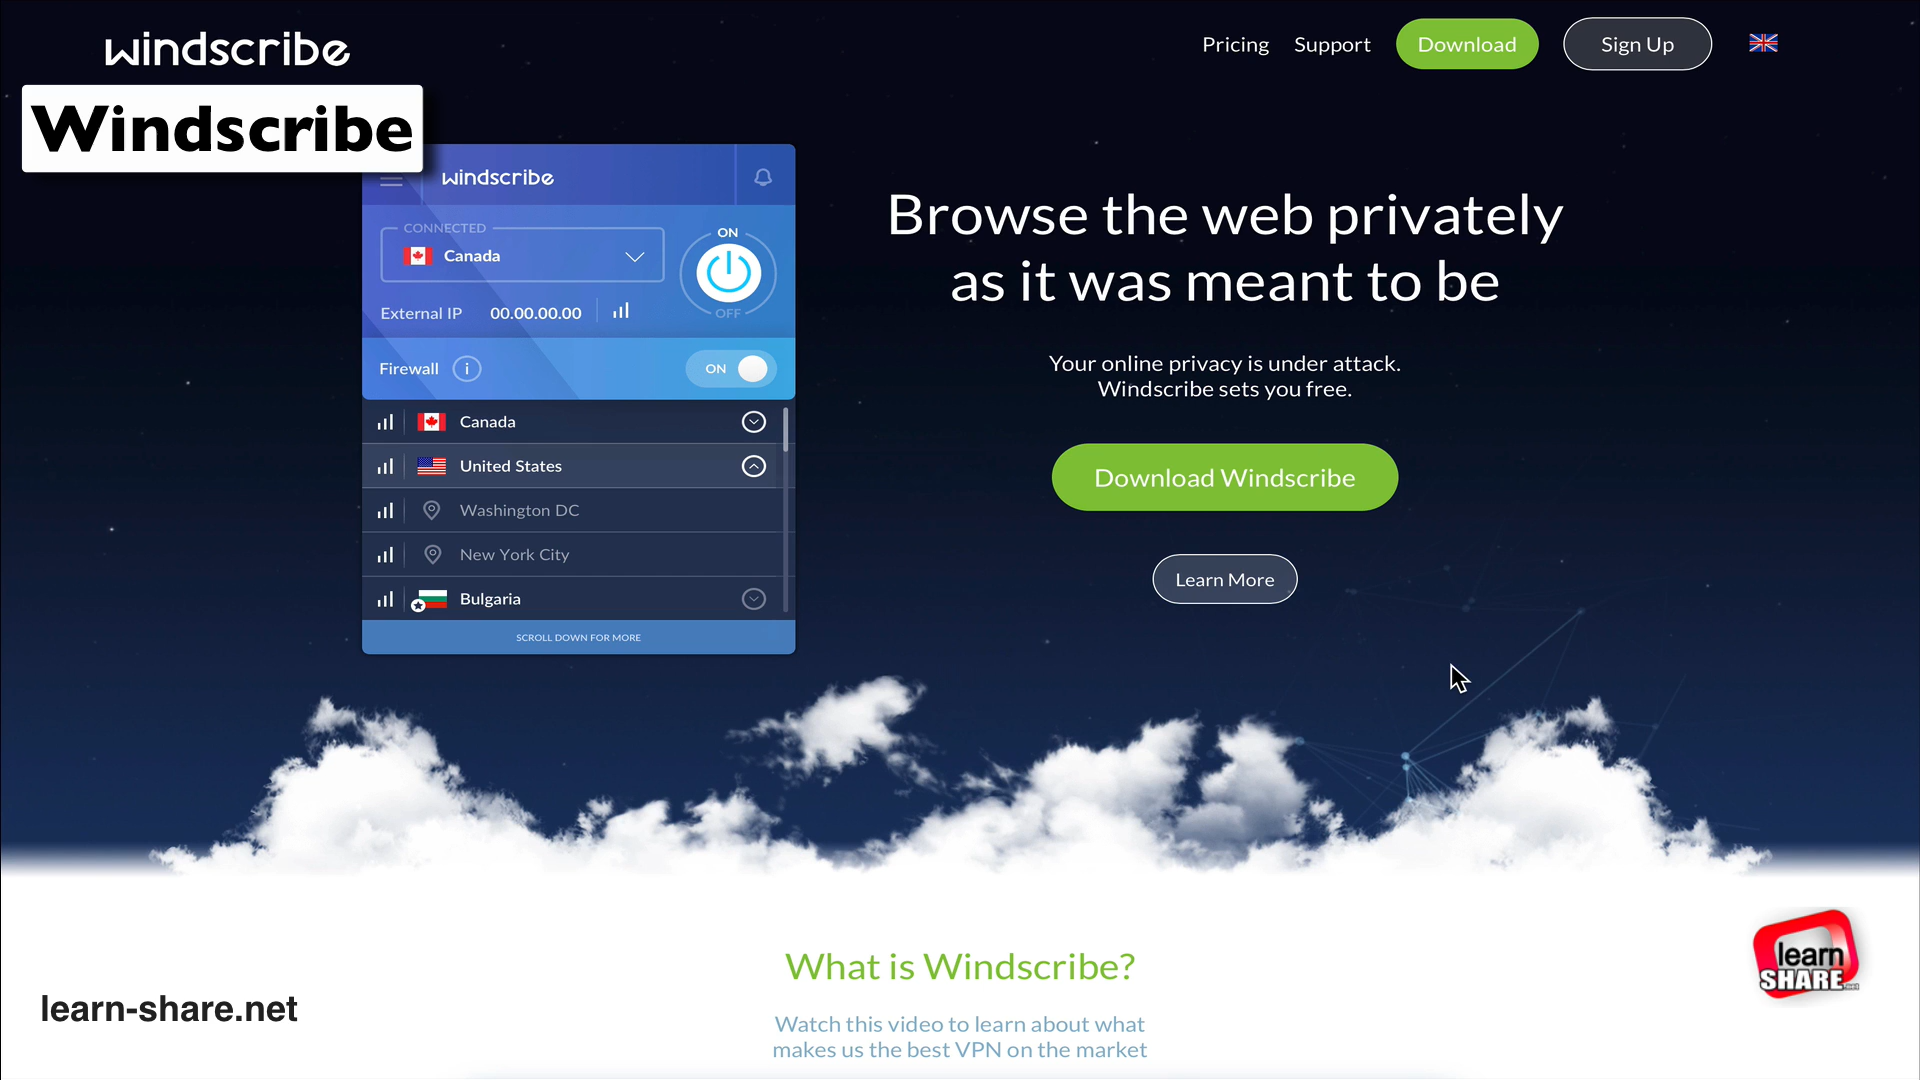 windscribe
Pricing
Support
Download
Sign Up
Windscribe
windscribe
CONNECTED
Canada
ON
OFF
External IP 00.00.00.00
Firewall i ON
Canada
United States
Washington DC
New York City
Bulgaria
SCROLL DOWN FOR MORE
Browse the web privately
as it was meant to be
Your online privacy is under attack.
Windscribe sets you free.
Download Windscribe
Learn More
What is Windscribe?
Watch this video to learn about what
makes us the best VPN on the market
learn-share.net
learn
SHARE